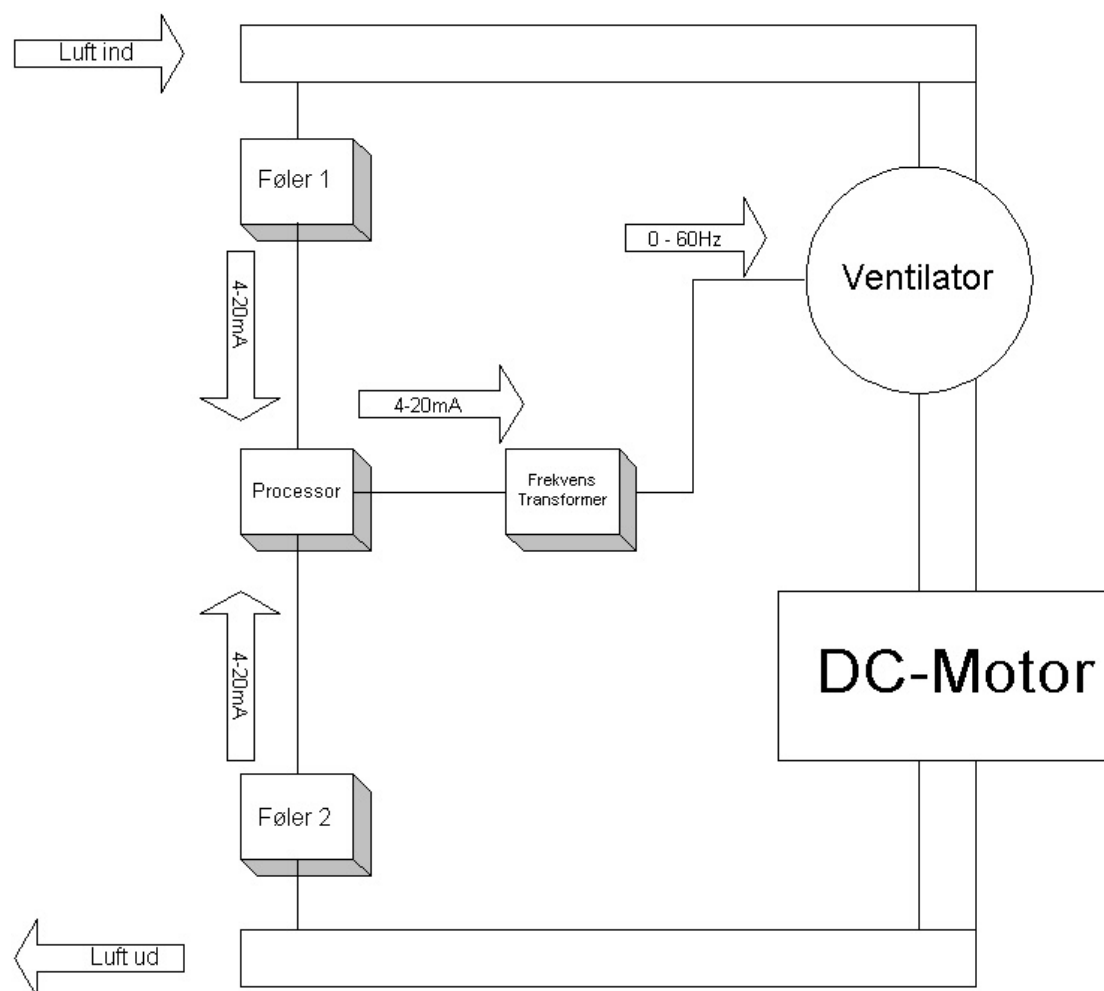 Luft ind
Føler 1
0 - 60Hz
Ventilator
4-20mA
4-20mA
Processor
Frekvens
Transformer
4-20mA
DC-Motor
Føler 2
Luft ud